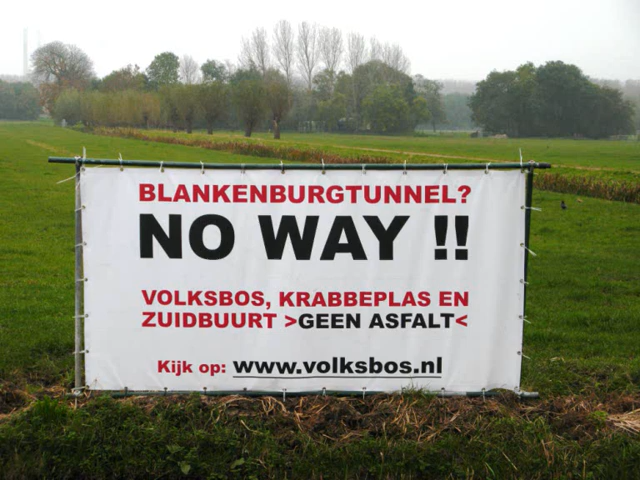 BLANKENBURGTUNNEL?
NO WAY !!
VOLKSBOS, KRABBEPLAS EN
ZUIDBUURT >GEEN ASFALT<
Kijk op: www.volksbos.nl